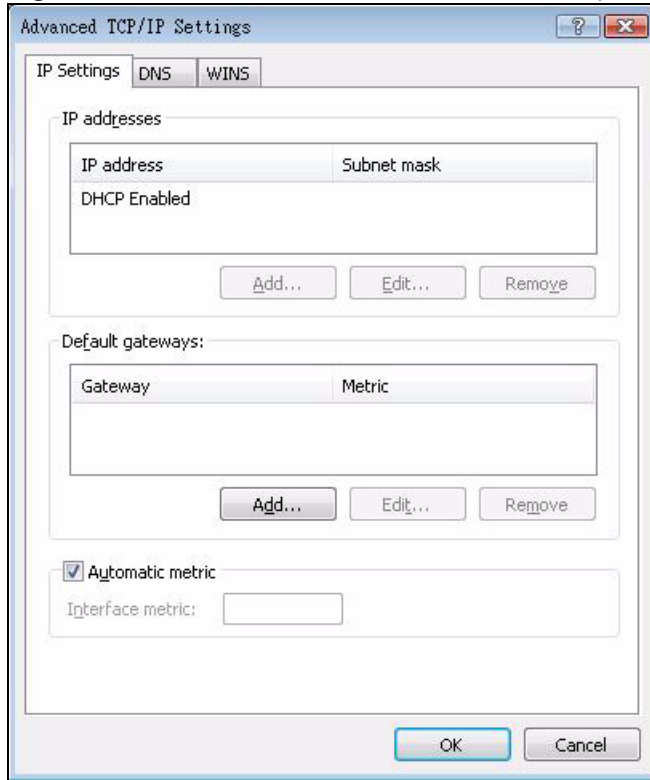 Advanced TCP/IP Settings
IP Settings DNS WINS
IP addresses
IP address Subnet mask
DHCP Enabled
Add... Edit... Remove
Default gateways:
Gateway Metric
Add... Edit... Remove
Automatic metric
Interface metric:
OK Cancel